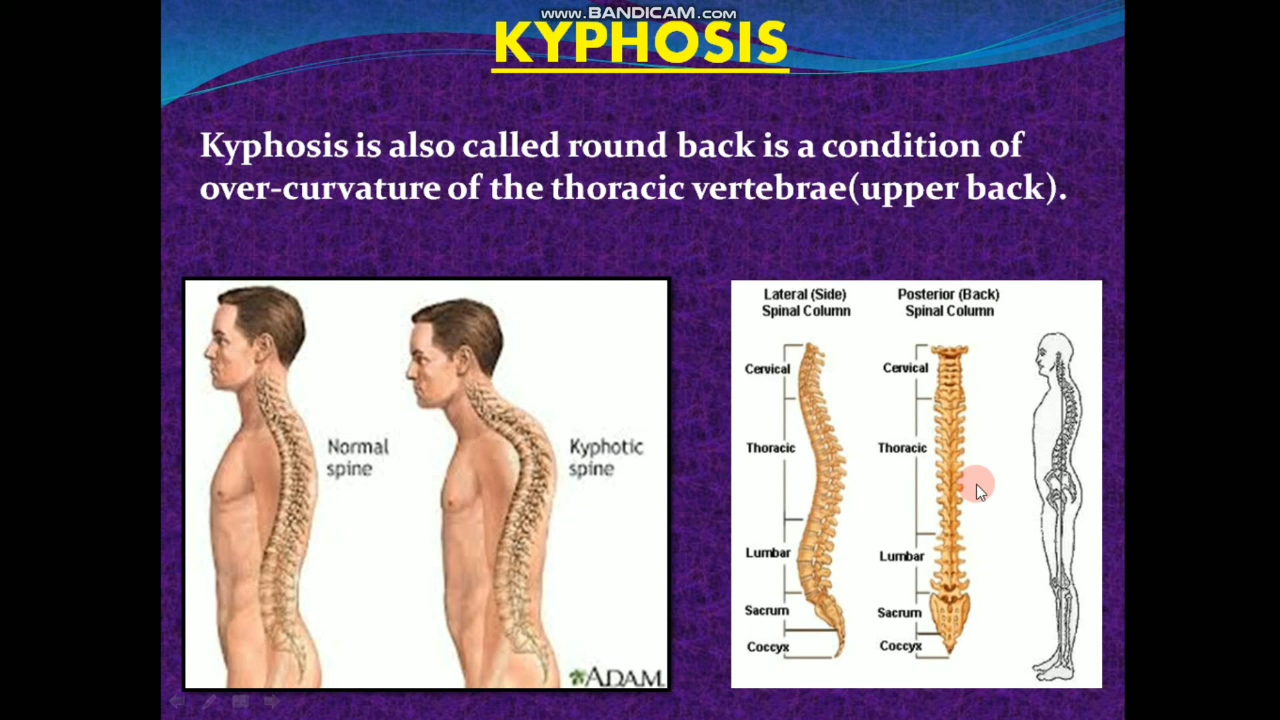 www.BANDICAM.com
KYPHOSIS
Kyphosis is also called round back is a condition of
over-curvature of the thoracic vertebrae(upper back).
Normal
spine
Kyphotic
spine
ADAM.
Lateral (Side)
Spinal Column
Posterior (Back)
Spinal Column
Cervical
Thoracic
Lumbar
Sacrum
Coccyx
Cervical
Thoracic
Lumbar
Sacrum
Coccyx